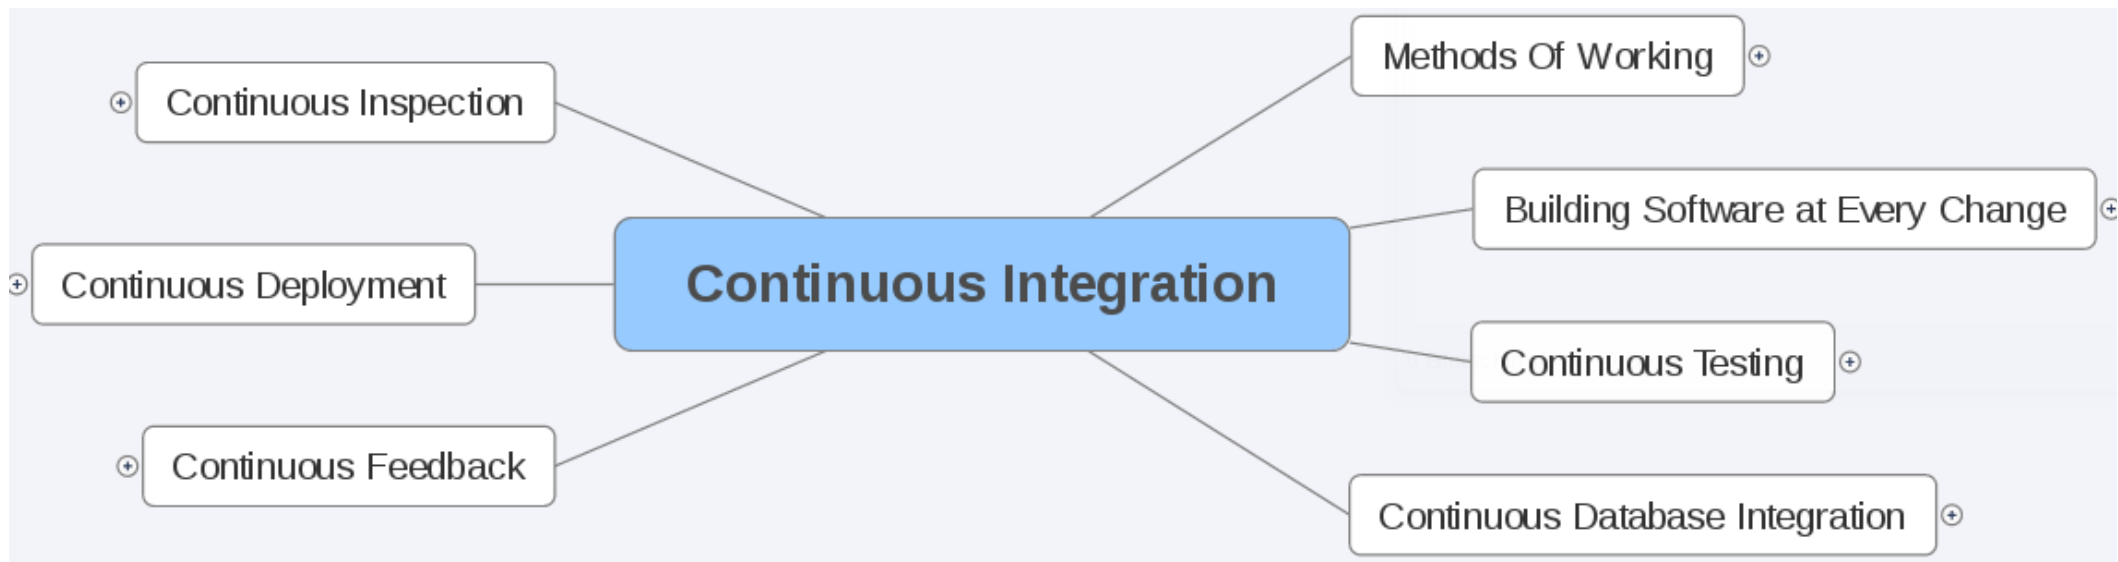 Methods Of Working
Continuous Inspection
Building Software at Every Change
Continuous Integration
Continuous Deployment
Continuous Testing
Continuous Feedback
Continuous Database Integration